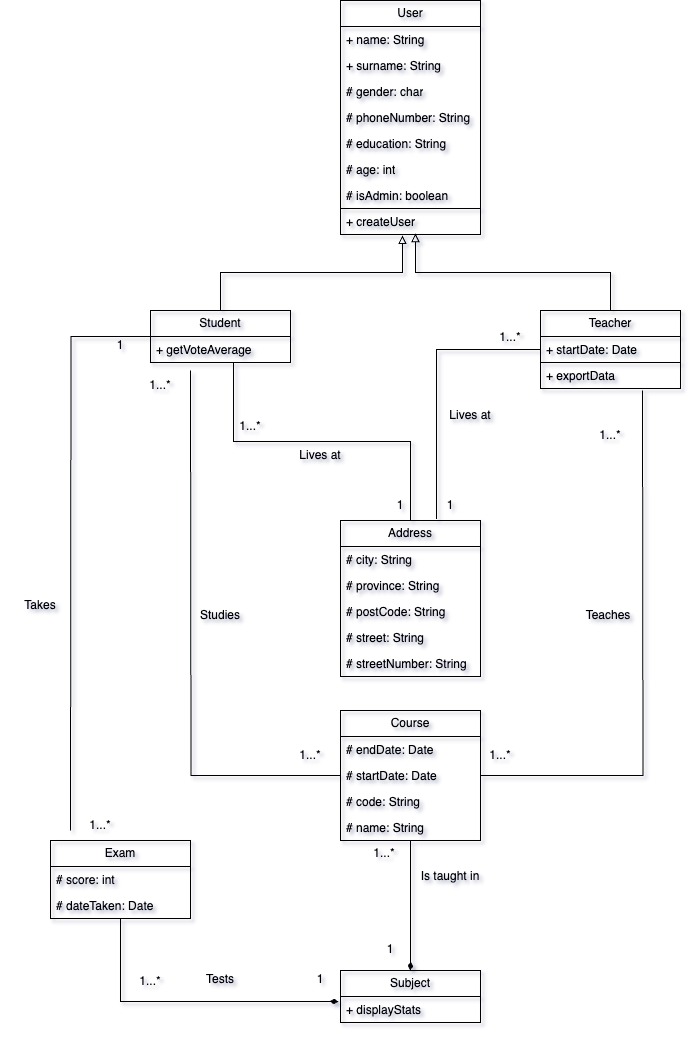 User
+ name: String
+ surname: String
# gender: char
# phoneNumber: String
# education: String
# age: int
# isAdmin: boolean
+ createUser
Student
+ getVoteAverage
Teacher
+ startDate: Date
+ exportData
1
1...*
1...*
1...*
Lives at
Lives at
1...*
1
1
Address
# city: String
# province: String
# postCode: String
# street: String
# streetNumber: String
Takes
Studies
Teaches
Course
# endDate: Date
# startDate: Date
# code: String
# name: String
1...*
1...*
1...*
1...*
Is taught in
Exam
# score: int
# dateTaken: Date
1
1...*
Tests
1
Subject
+ displayStats